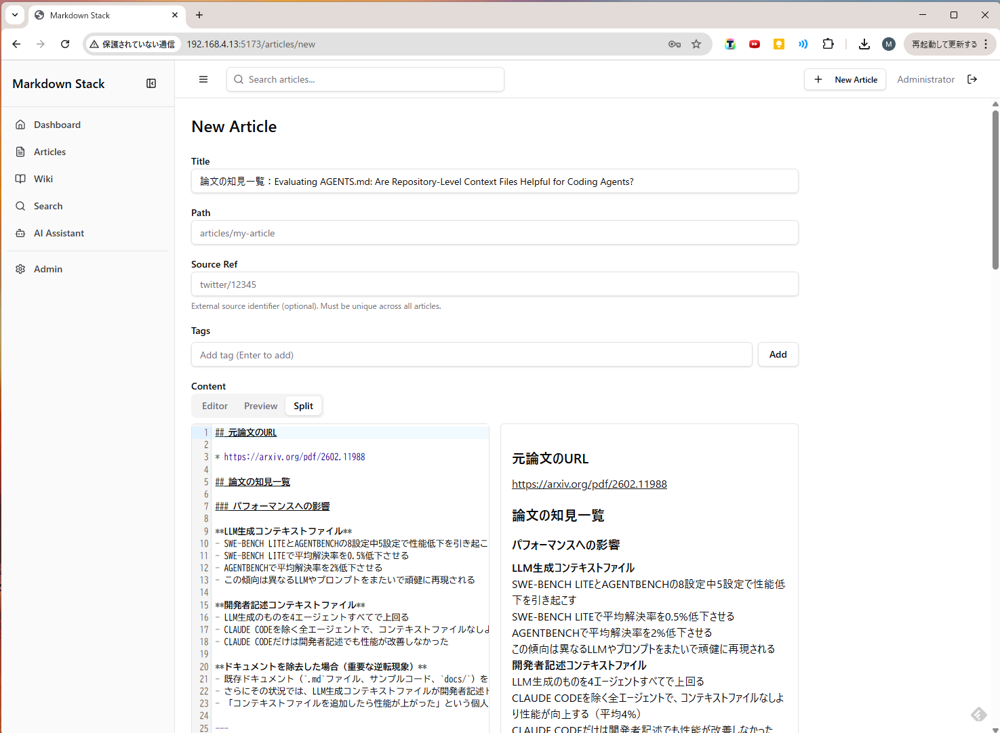 Markdown Stack
保護されていない通信
192.168.4.13:5173/articles/new
M
再起動して更新する
Markdown Stack
Search articles...
New Article
Administrator
Dashboard
Articles
Wiki
Search
AI Assistant
Admin
New Article
Title
論文の知見一覧：Evaluating AGENTS.md: Are Repository-Level Context Files Helpful for Coding Agents?
Path
articles/my-article
Source Ref
twitter/12345
External source identifier (optional). Must be unique across all articles.
Tags
Add tag (Enter to add)
Add
Content
Editor
Preview
Split
1 ## 元論文のURL
2
3 * https://arxiv.org/pdf/2602.11988
4
5 ## 論文の知見一覧
6
7 ### パフォーマンスへの影響
8
9 **LLM生成コンテキストファイル**
10 - SWE-BENCH LITEとAGENTBENCHの8設定中5設定で性能低下を引き起こ
11 - SWE-BENCH LITEで平均解決率を0.5%低下させる
12 - AGENTBENCHで平均解決率を2%低下させる
13 - この傾向は異なるLLMやプロンプトをまたいで頑健に再現される
14
15 **開発者記述コンテキストファイル**
16 - LLM生成のものを4エージェントすべてで上回る
17 - CLAUDE CODEを除く全エージェントで、コンテキストファイルなしよ
18 - CLAUDE CODEだけは開発者記述でも性能が改善しなかった
19
20 **ドキュメントを除去した場合（重要な逆転現象）**
21 - 既存ドキュメント（`.md`ファイル、サンプルコード、`docs/`）を
22 - さらにその状況では、LLM生成コンテキストファイルが開発者記述ド
23 - 「コンテキストファイルを追加したら性能が上がった」という個人
24
25 ---
元論文のURL
https://arxiv.org/pdf/2602.11988
論文の知見一覧
パフォーマンスへの影響
LLM生成コンテキストファイル
SWE-BENCH LITEとAGENTBENCHの8設定中5設定で性能低
下を引き起こす
SWE-BENCH LITEで平均解決率を0.5%低下させる
AGENTBENCHで平均解決率を2%低下させる
この傾向は異なるLLMやプロンプトをまたいで頑健に再現される
開発者記述コンテキストファイル
LLM生成のものを4エージェントすべてで上回る
CLAUDE CODEを除く全エージェントで、コンテキストファイルなしよ
り性能が向上する（平均4%）
CLAUDE CODEだけは開発者記述でも性能が改善しなかった